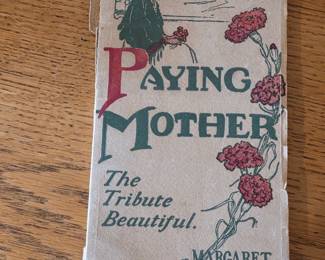 PAYING
MOTHER
The
Tribute
Beautiful.
MARGARET